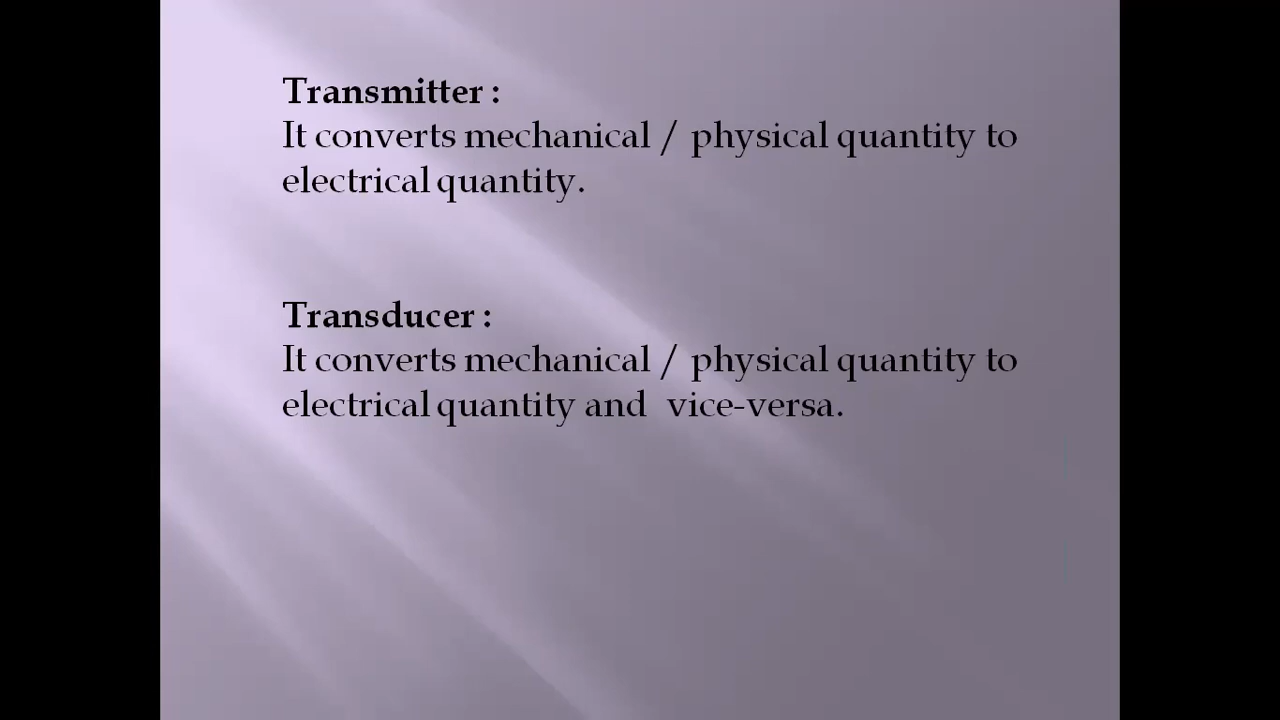 Transmitter :
It converts mechanical / physical quantity to
electrical quantity.
Transducer :
It converts mechanical / physical quantity to
electrical quantity and vice-versa.